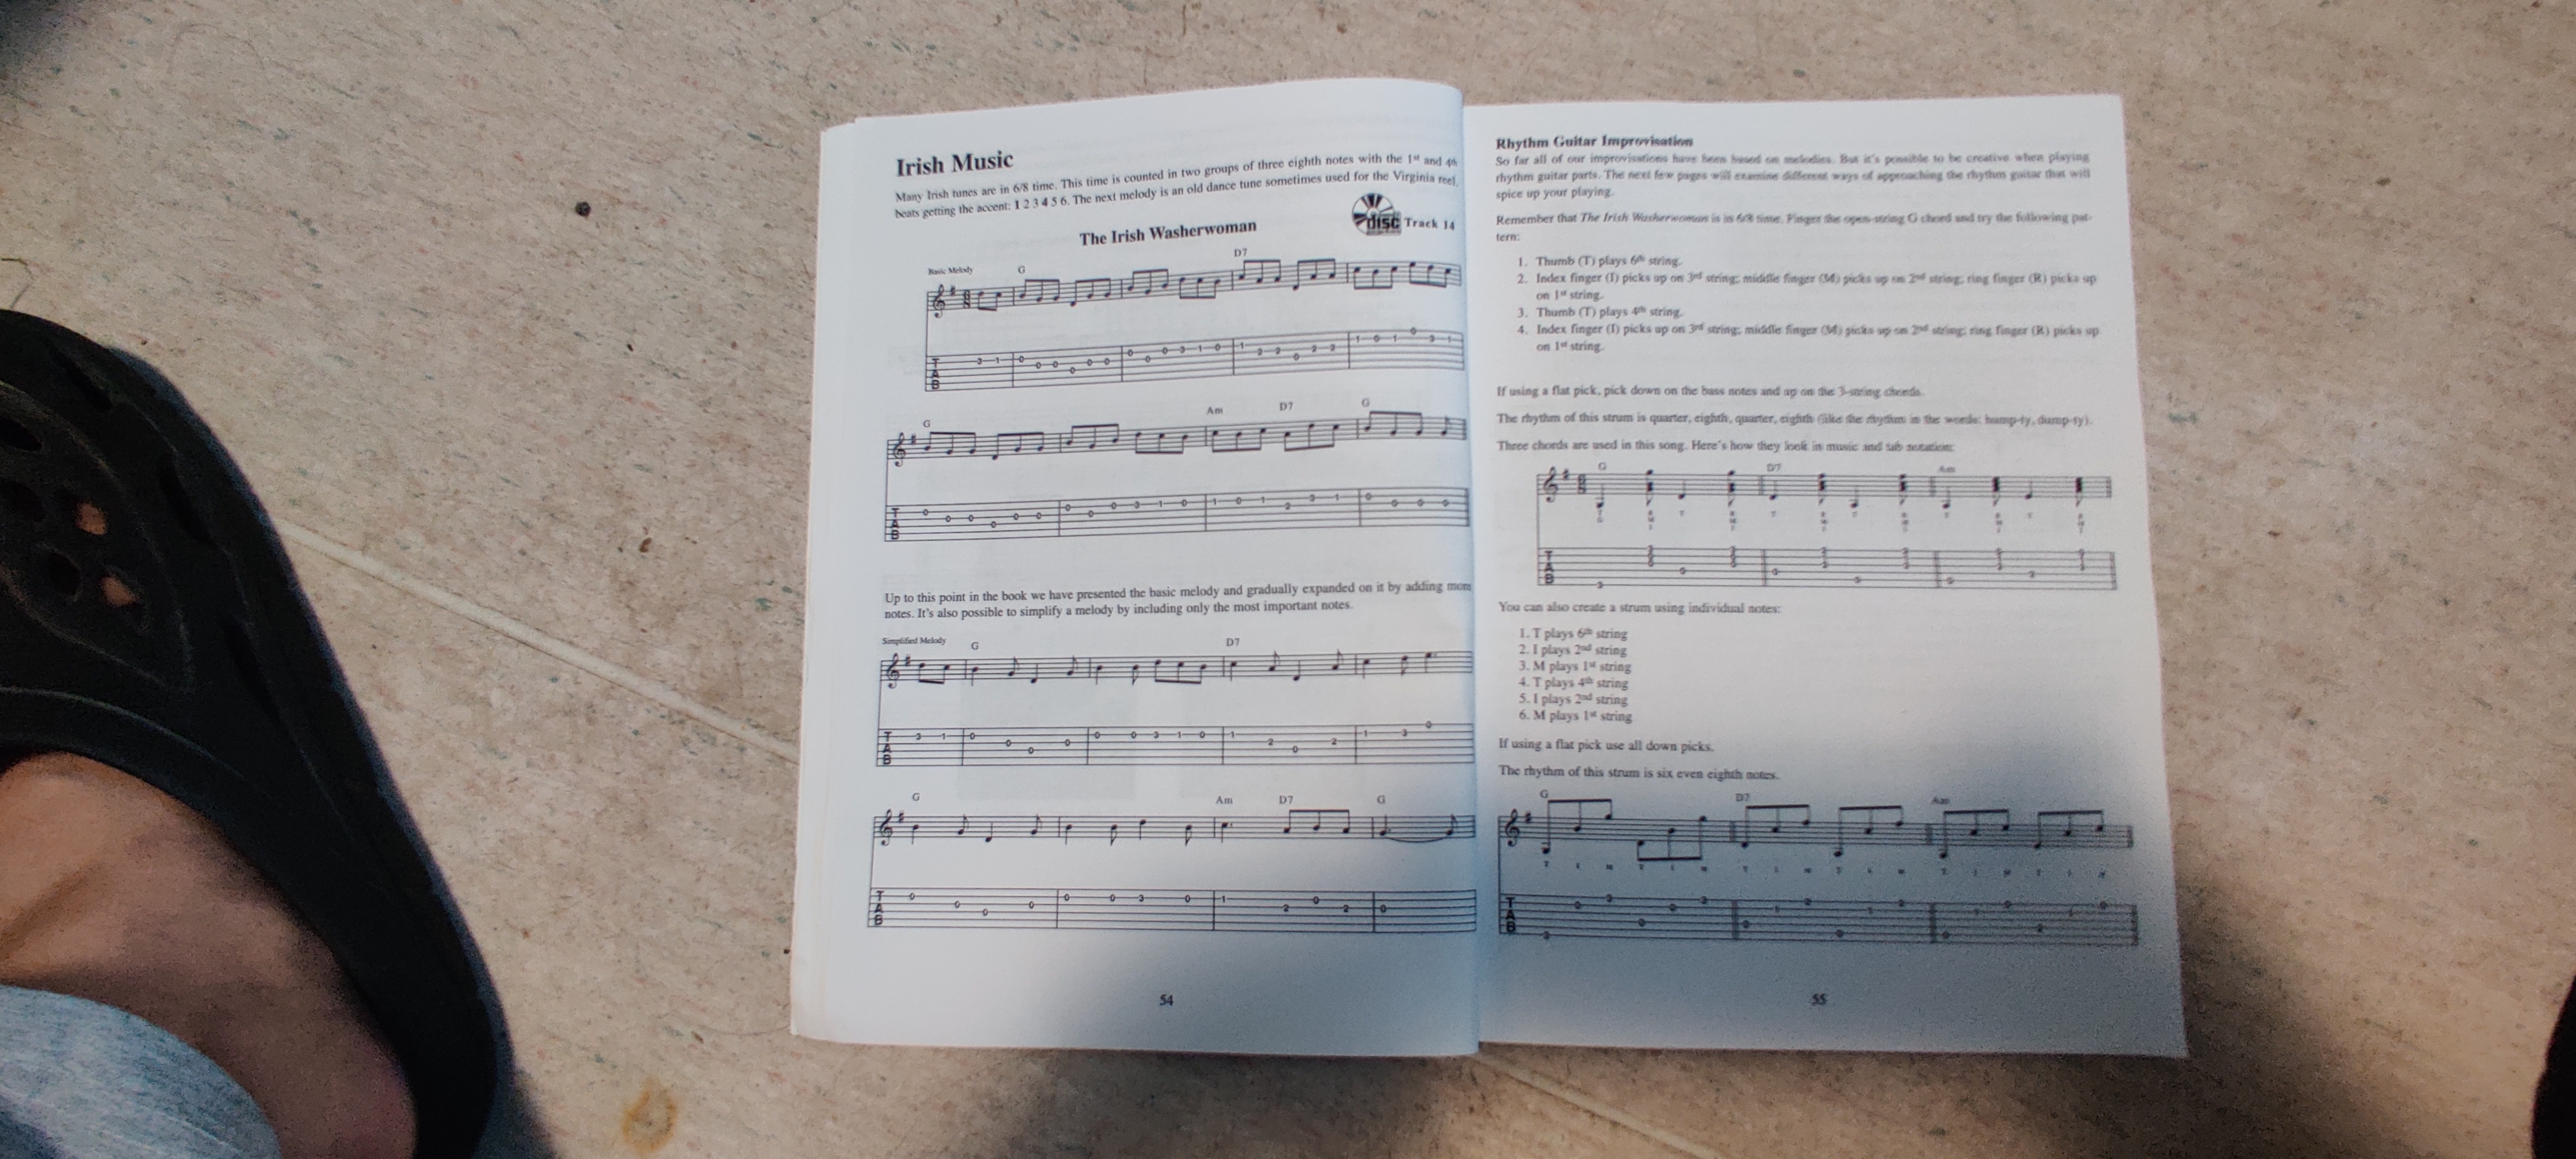 Irish Music
Many Irish tunes are in 6/8 time. This time is counted in two groups of three eighth notes with the 1st and 4th
beats getting the accent: 1 2 3 4 5 6. The next melody is an old dance tune sometimes used for the Virginia reel.
The Irish Washerwoman
disc Track 14
Basic Melody
G D7
T A B
3 1 0 0 0 0 0 0
G Am D7 G
T A B
Up to this point in the book we have presented the basic melody and gradually expanded on it by adding more
notes. It's also possible to simplify a melody by including only the most important notes.
Simplified Melody
G D7
T A B
G Am D7 G
T A B
54
Rhythm Guitar Improvisation
So far all of our improvisations have been based on melodies. But it's possible to be creative when playing
rhythm guitar parts. The next few pages will examine different ways of approaching the rhythm guitar that will
spice up your playing.
Remember that The Irish Washerwoman is in 6/8 time. Finger the open-string G chord and try the following pat-
tern:
1. Thumb (T) plays 6th string.
2. Index finger (I) picks up on 3rd string; middle finger (M) picks up on 2nd string; ring finger (R) picks up
on 1st string.
3. Thumb (T) plays 4th string.
4. Index finger (I) picks up on 3rd string; middle finger (M) picks up on 2nd string; ring finger (R) picks up
on 1st string.
If using a flat pick, pick down on the bass notes and up on the 3-string chords.
The rhythm of this strum is quarter, eighth, quarter, eighth (like the rhythm in the words: hump-ty, dump-ty).
Three chords are used in this song. Here's how they look in music and tab notation:
G D7 Am
T A B
You can also create a strum using individual notes:
1. T plays 6th string
2. I plays 2nd string
3. M plays 1st string
4. T plays 4th string
5. I plays 2nd string
6. M plays 1st string
If using a flat pick use all down picks.
The rhythm of this strum is six even eighth notes.
G D7 Am
T I M T I M T I M T I M T I M T I M
T A B
55